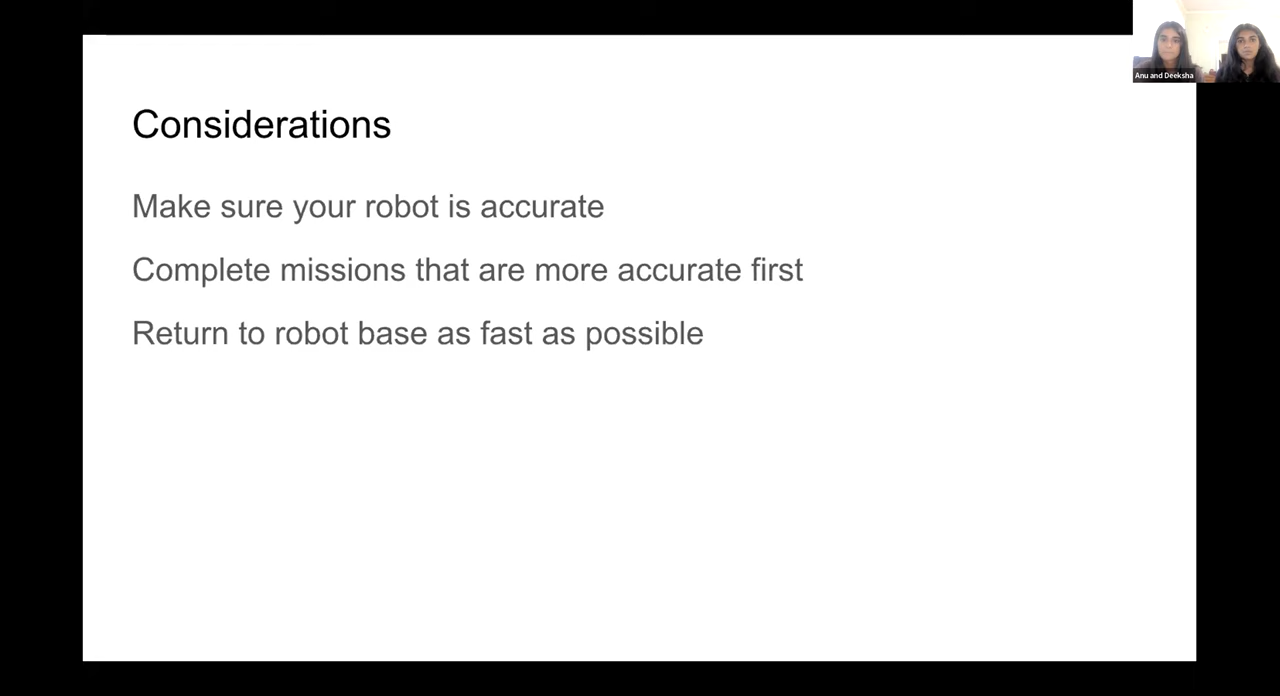 Anu and Deeksha
Considerations
Make sure your robot is accurate
Complete missions that are more accurate first
Return to robot base as fast as possible